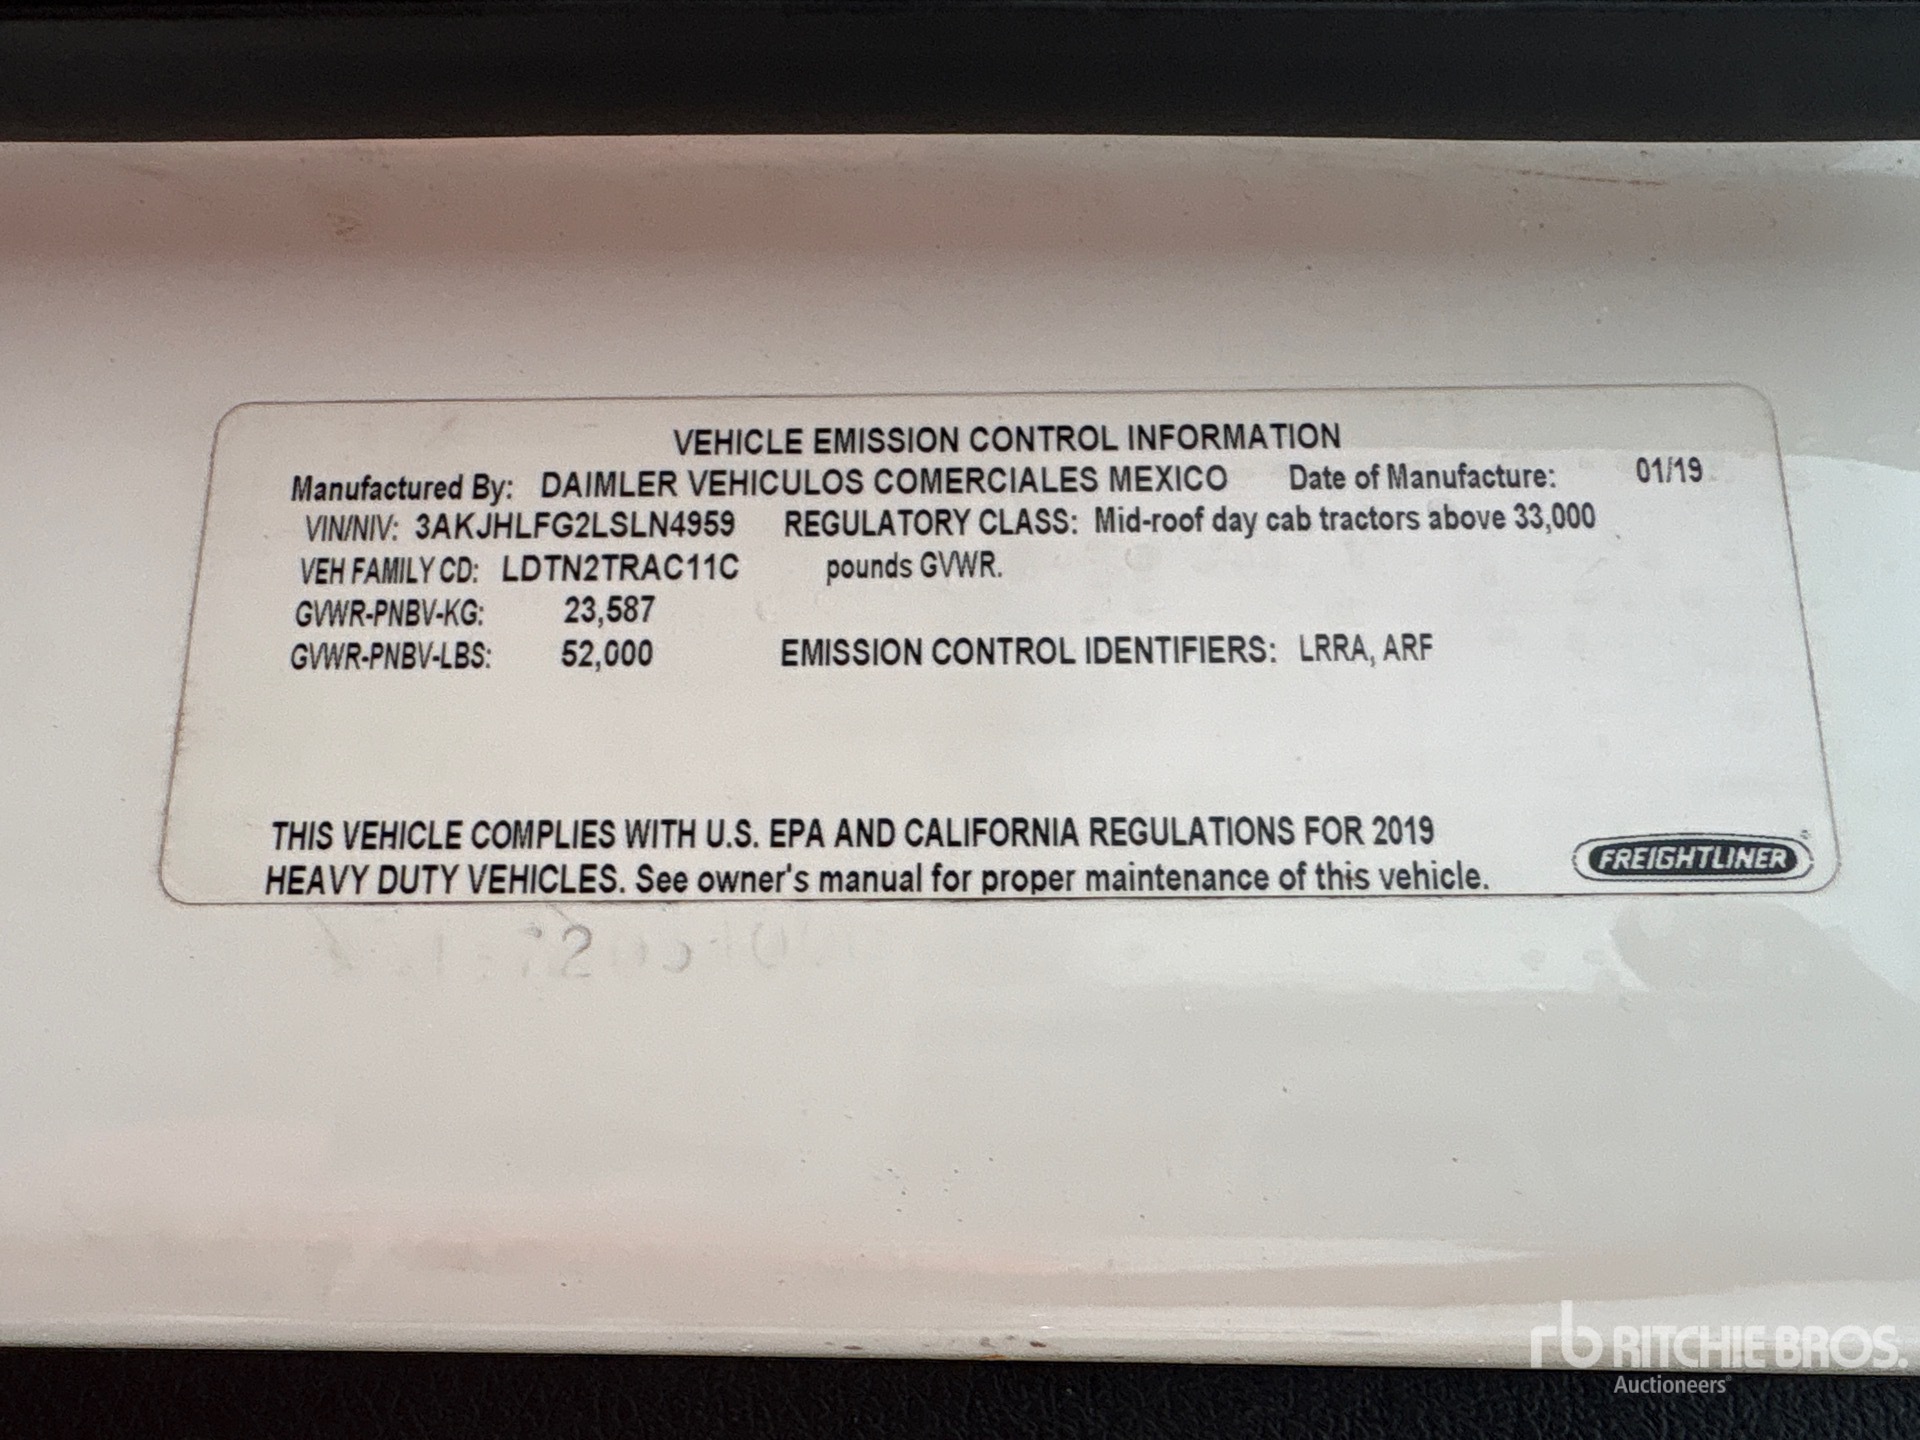 VEHICLE EMISSION CONTROL INFORMATION
Manufactured By: DAIMLER VEHICULOS COMERCIALES MEXICO Date of Manufacture: 01/19
VIN/NIV: 3AKJHLFG2LSLN4959 REGULATORY CLASS: Mid-roof day cab tractors above 33,000
VEH FAMILY CD: LDTN2TRAC11C pounds GVWR.
GVWR-PNBV-KG: 23,587
GVWR-PNBV-LBS: 52,000 EMISSION CONTROL IDENTIFIERS: LRRA, ARF
THIS VEHICLE COMPLIES WITH U.S. EPA AND CALIFORNIA REGULATIONS FOR 2019
HEAVY DUTY VEHICLES. See owner's manual for proper maintenance of this vehicle.
FREIGHTLINER
rb RITCHIE BROS.
Auctioneers